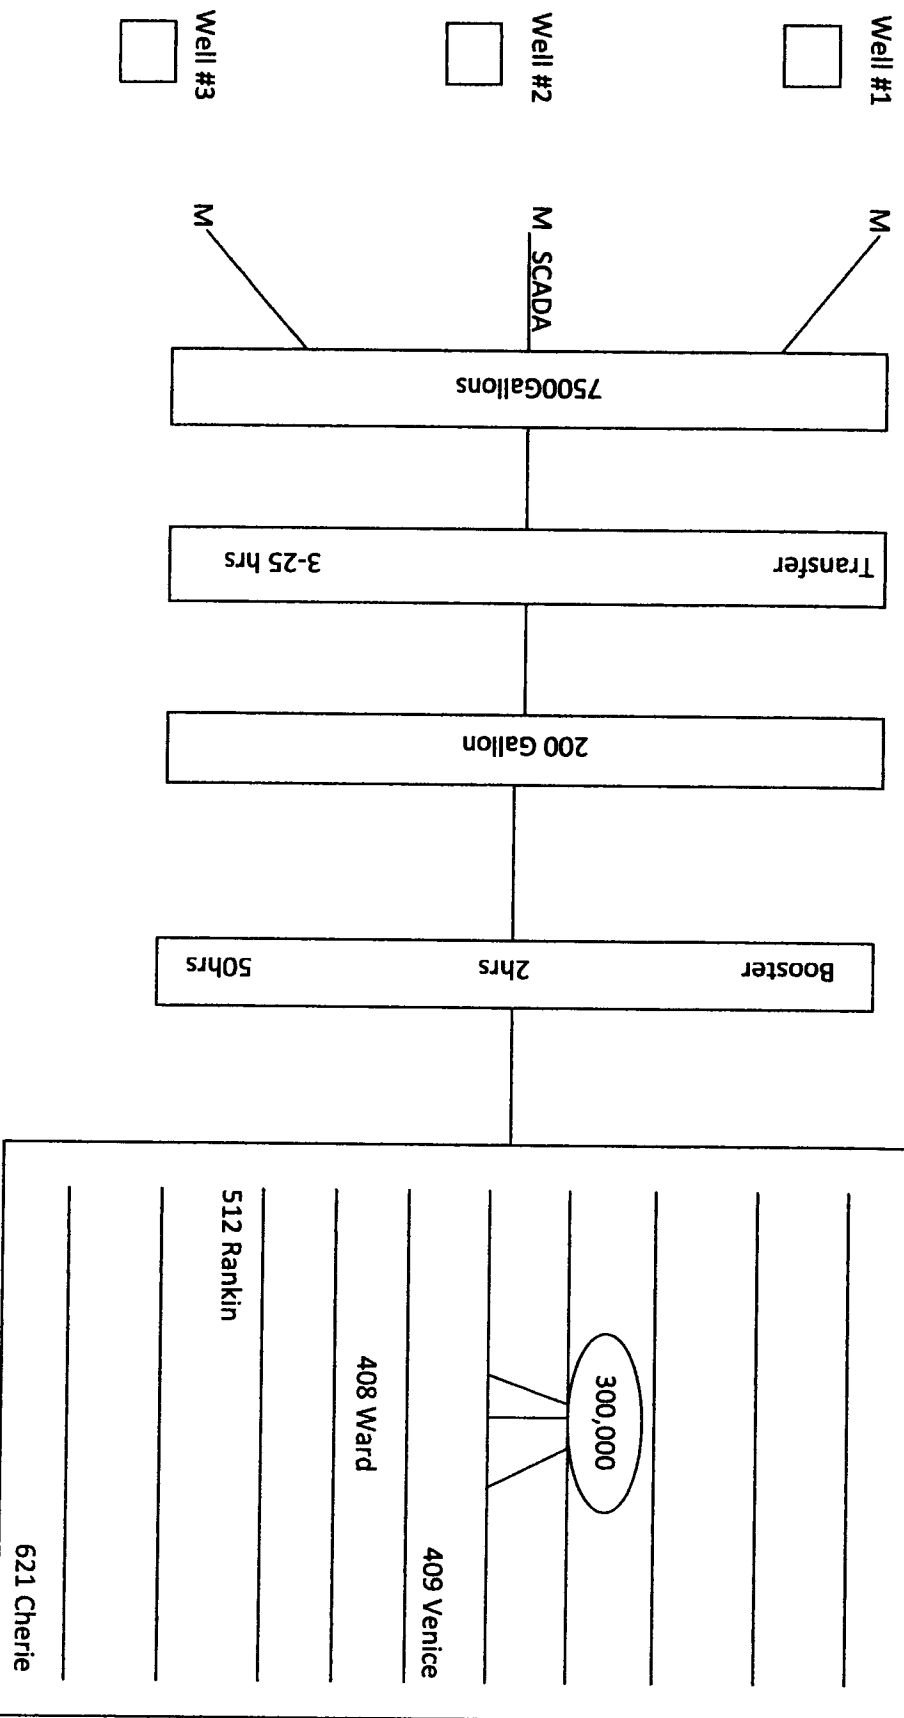 Well #1
Well #2
Well #3
M
M SCADA
M
7500Gallons
Transfer 3-25 hrs
200 Gallon
Booster 2hrs 50hrs
300,000
409 Venice
408 Ward
512 Rankin
621 Cherie